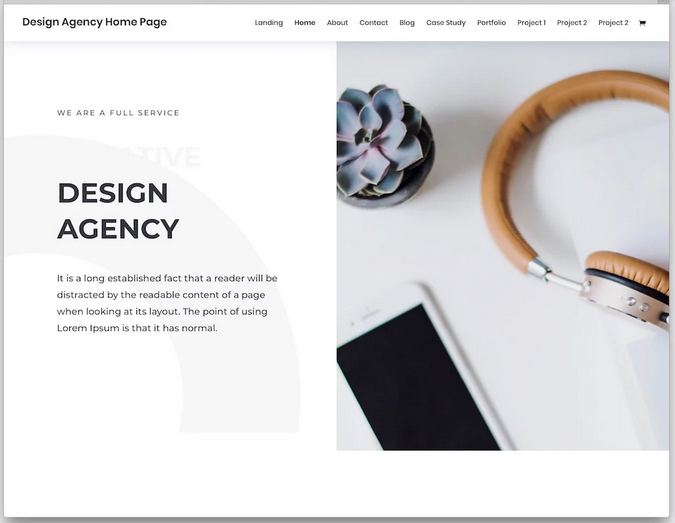 Design Agency Home Page
Landing Home About Contact Blog Case Study Portfolio Project 1 Project 2 Project 2
WE ARE A FULL SERVICE
DESIGN
AGENCY
It is a long established fact that a reader will be
distracted by the readable content of a page
when looking at its layout. The point of using
Lorem Ipsum is that it has normal.